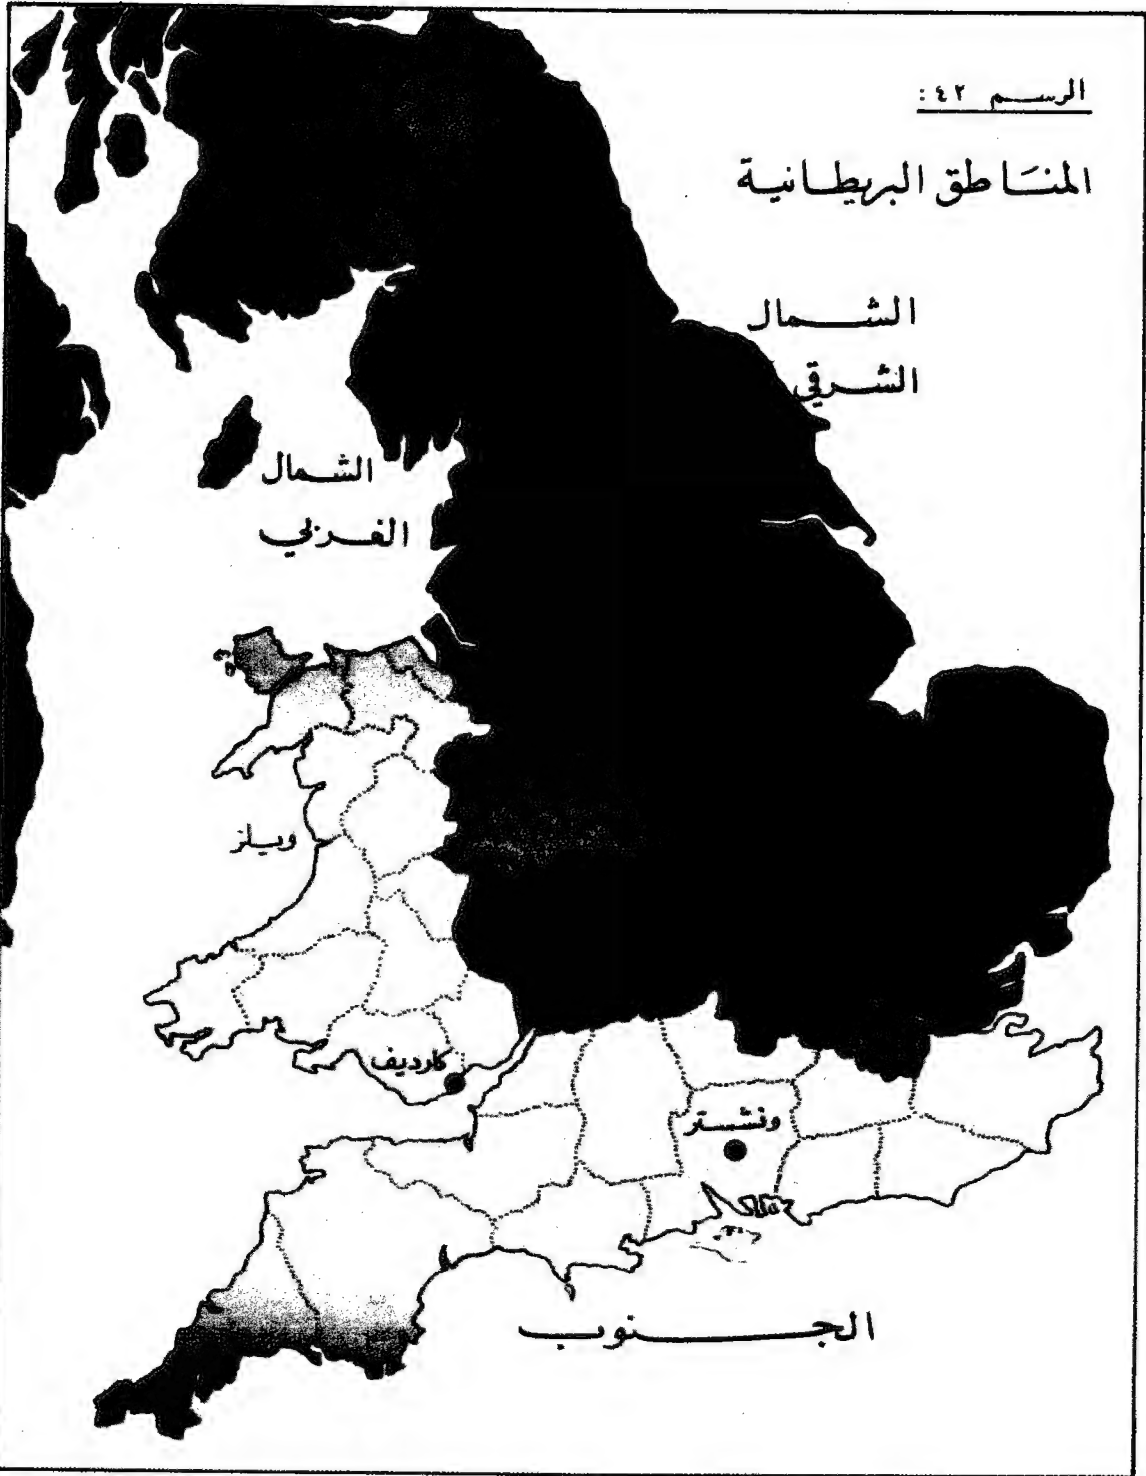 الرسم ٤٢ :
المناطق البريطانية
الشمال
الشرقي
الشمال
الغربي
ويلز
كارديف
ونشستر
الجنوب